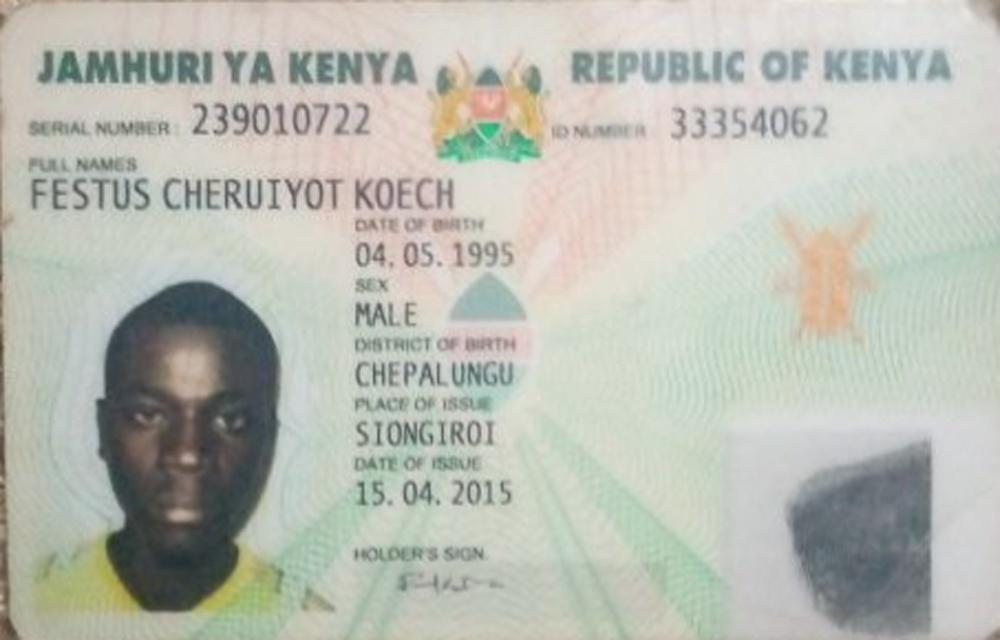 JAMHURI YA KENYA REPUBLIC OF KENYA
SERIAL NUMBER : 239010722 ID NUMBER 33354062
FULL NAMES
FESTUS CHERUIYOT KOECH
DATE OF BIRTH
04. 05. 1995
SEX
MALE
DISTRICT OF BIRTH
CHEPALUNGU
PLACE OF ISSUE
SIONGIROI
DATE OF ISSUE
15. 04. 2015
HOLDER'S SIGN.